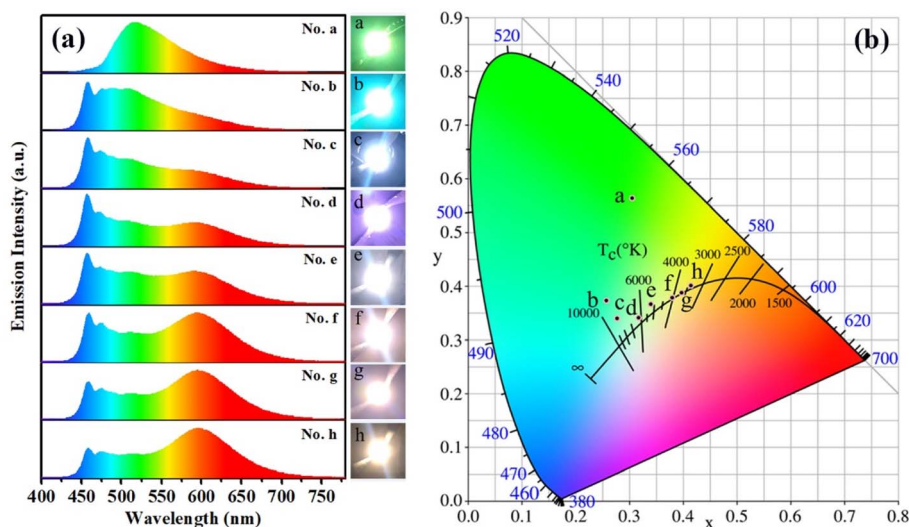 (a)
No. a
No. b
No. c
No. d
No. e
No. f
No. g
No. h
Emission Intensity (a.u.)
400 450 500 550 600 650 700 750
Wavelength (nm)
a
b
c
d
e
f
g
h
(b)
0.9
0.8
0.7
0.6
0.5
y
0.4
0.3
0.2
0.1
0.0
0.0 0.1 0.2 0.3 0.4 0.5 0.6 0.7 0.8
x
520
540
560
580
600
620
700
500
490
480
470
460
380
a
Tc(°K)
b
c
d
e
f
g
h
∞
10000
6000
4000
3000
2500
2000
1500